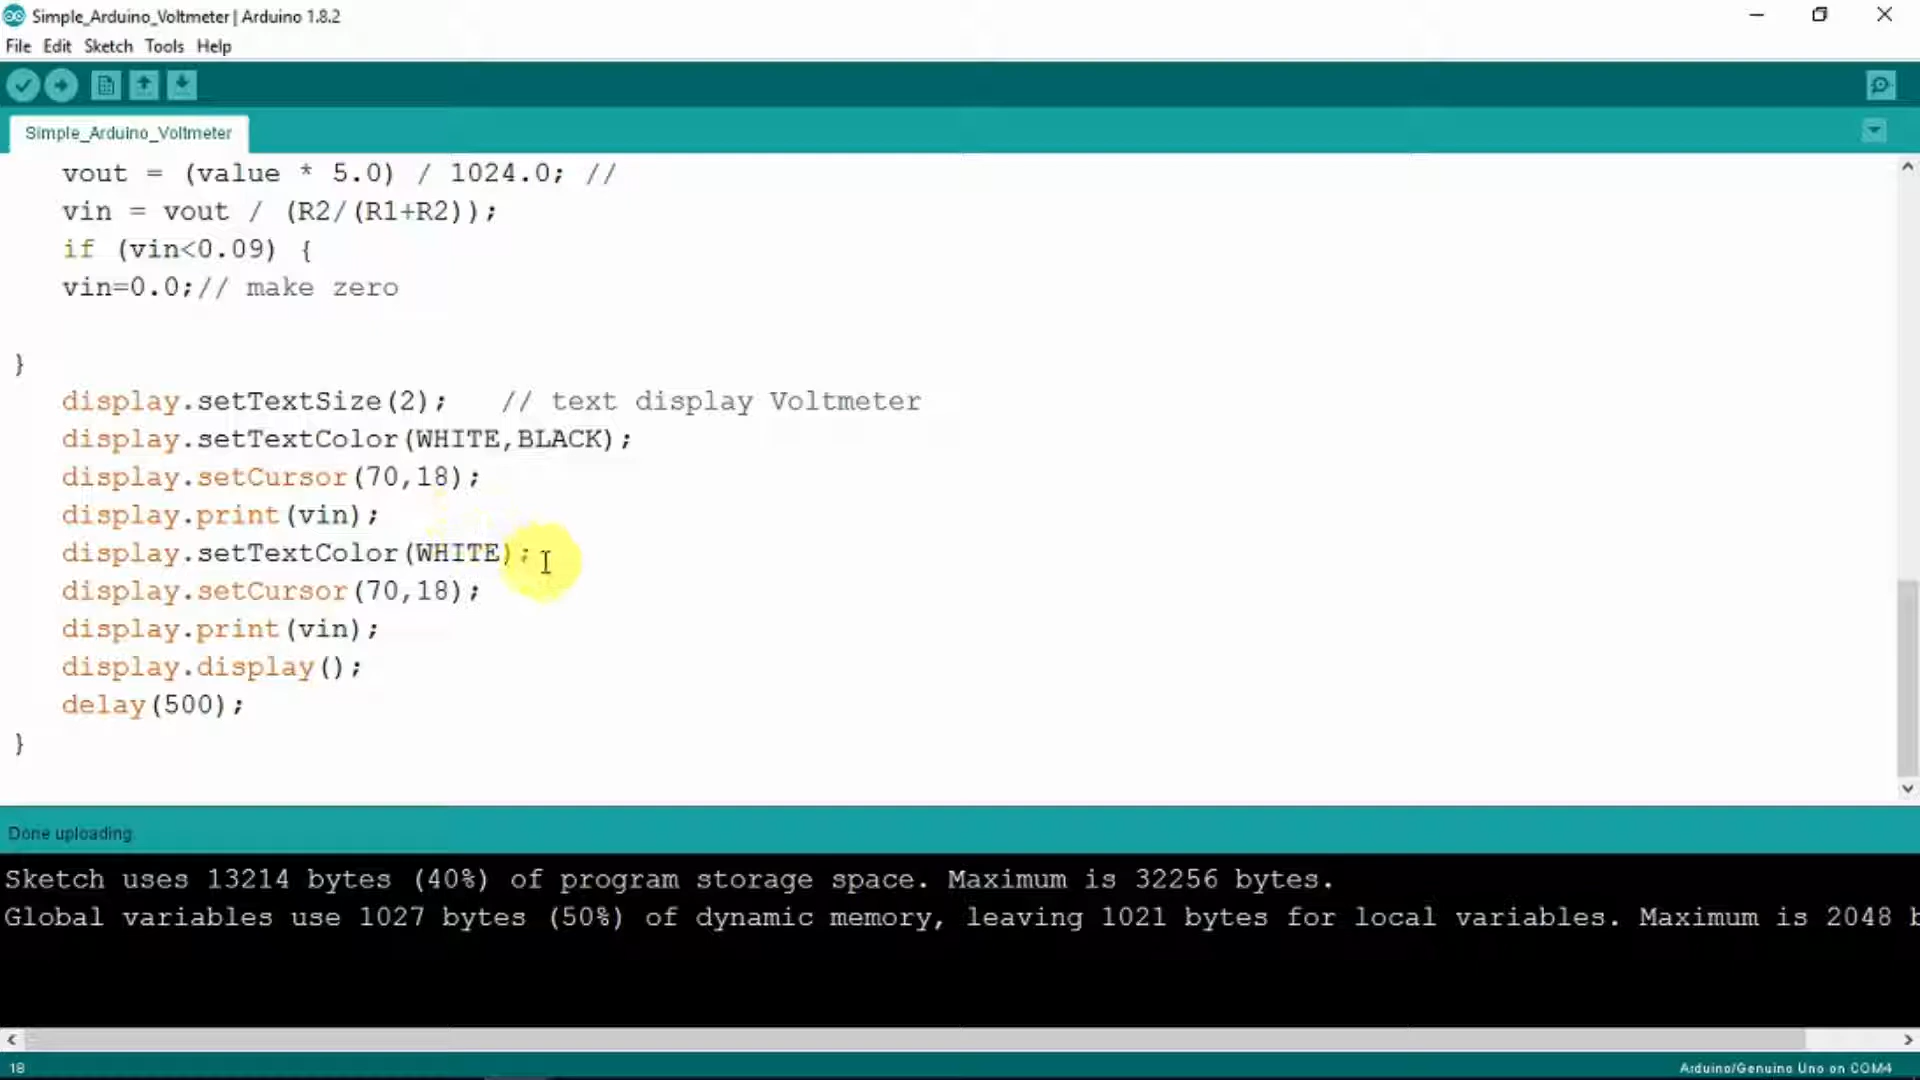 Simple_Arduino_Voltmeter | Arduino 1.8.2
File Edit Sketch Tools Help
Simple_Arduino_Voltmeter
vout = (value * 5.0) / 1024.0; //
vin = vout / (R2/(R1+R2));
if (vin<0.09) {
vin=0.0;// make zero
}
display.setTextSize(2); // text display Voltmeter
display.setTextColor(WHITE,BLACK);
display.setCursor(70,18);
display.print(vin);
display.setTextColor(WHITE);
display.setCursor(70,18);
display.print(vin);
display.display();
delay(500);
}
Done uploading.
Sketch uses 13214 bytes (40%) of program storage space. Maximum is 32256 bytes.
Global variables use 1027 bytes (50%) of dynamic memory, leaving 1021 bytes for local variables. Maximum is 2048 b
18
Arduino/Genuino Uno on COM4